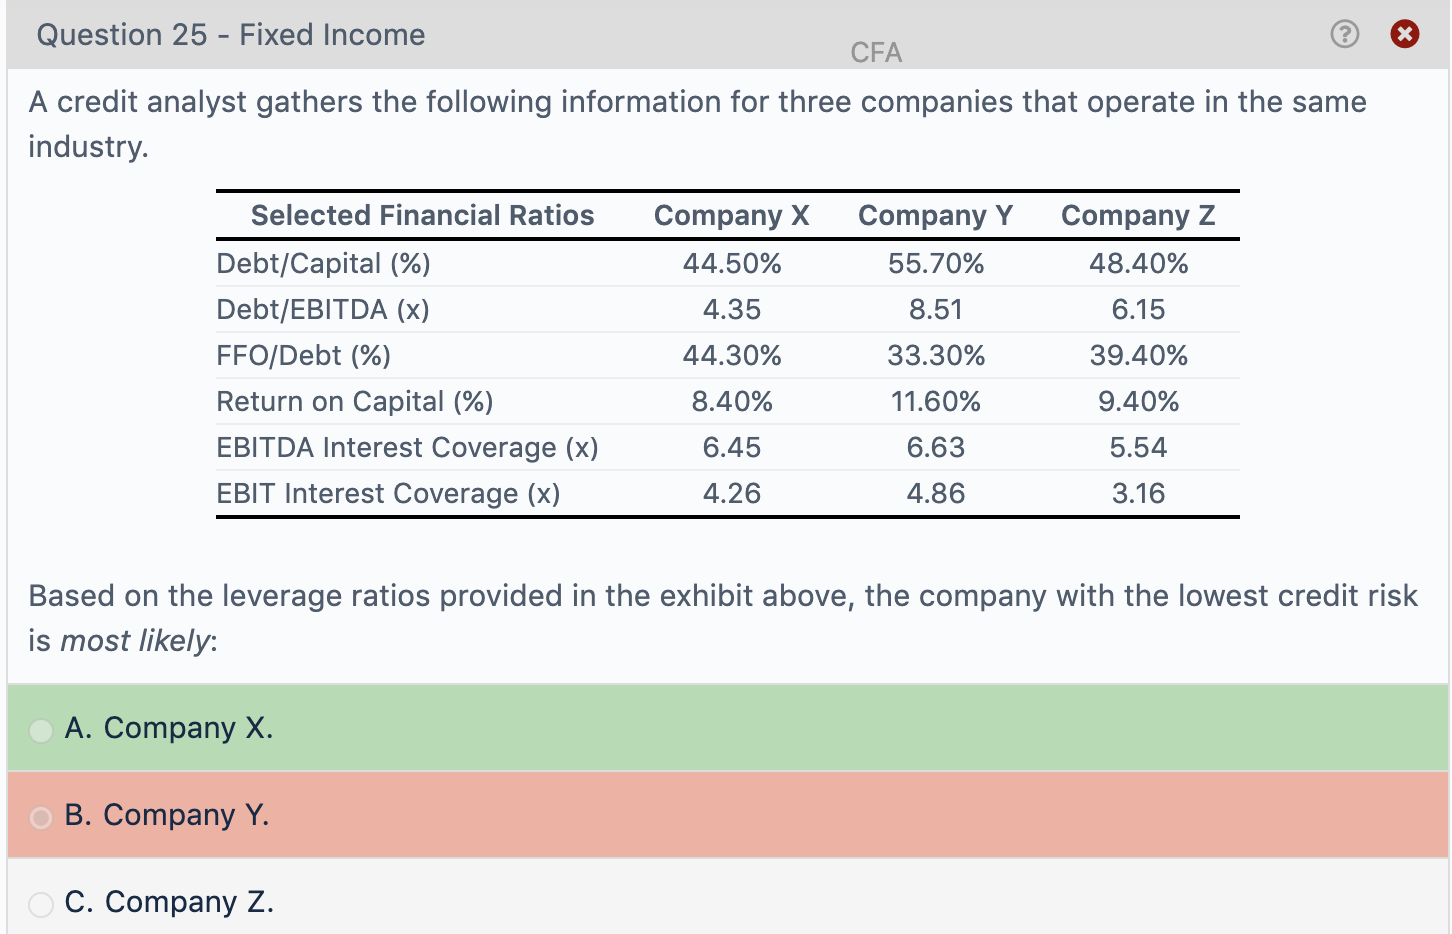 Question 25 - Fixed Income
?
CFA
A credit analyst gathers the following information for three companies that operate in the same
industry.
Selected Financial Ratios Company X Company Y Company Z
Debt/Capital (%) 44.50% 55.70% 48.40%
Debt/EBITDA (x) 4.35 8.51 6.15
FFO/Debt (%) 44.30% 33.30% 39.40%
Return on Capital (%) 8.40% 11.60% 9.40%
EBITDA Interest Coverage (x) 6.45 6.63 5.54
EBIT Interest Coverage (x) 4.26 4.86 3.16
Based on the leverage ratios provided in the exhibit above, the company with the lowest credit risk
is most likely:
A. Company X.
B. Company Y.
C. Company Z.